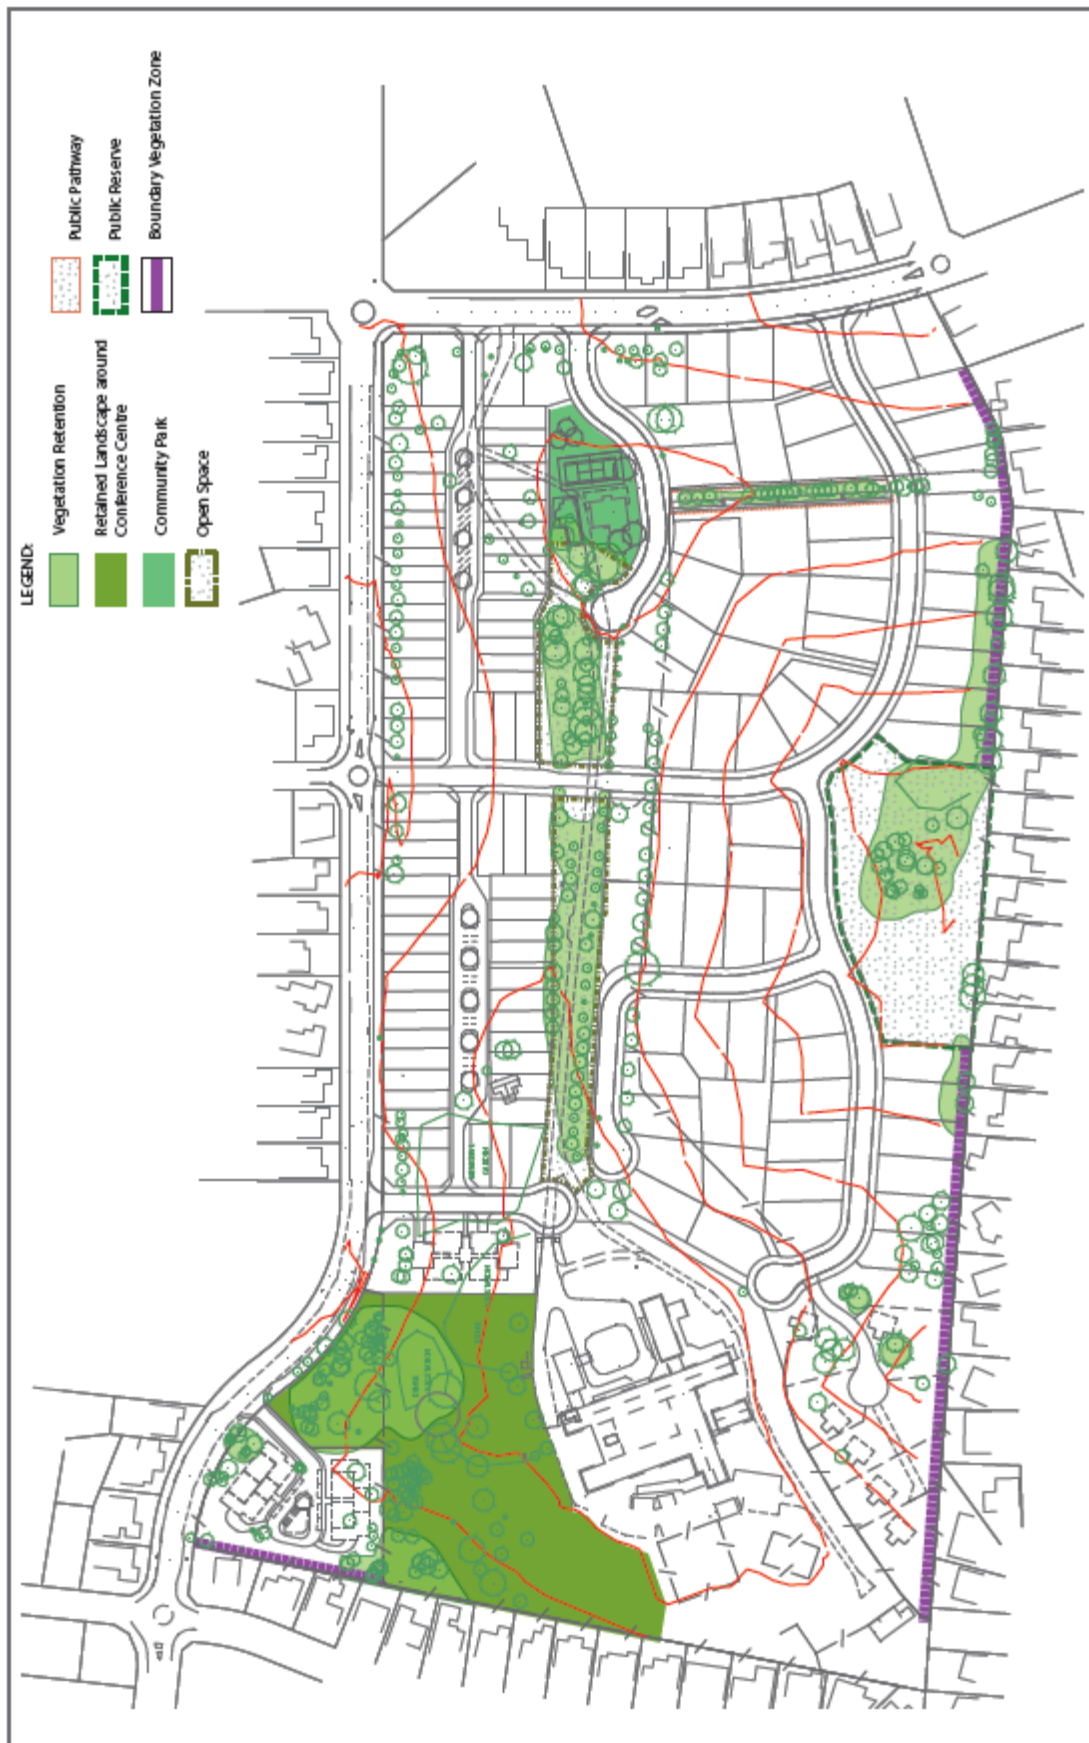 LEGEND:
Vegetation Retention
Retained Landscape around
Conference Centre
Community Park
Open Space
Public Pathway
Public Reserve
Boundary Vegetation Zone